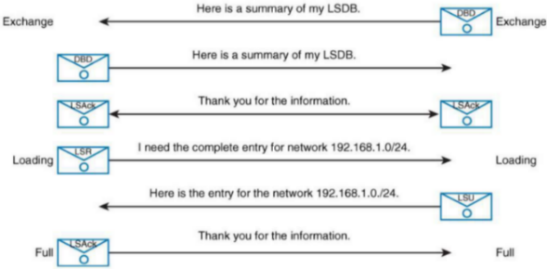 Here is a summary of my LSDB.
Exchange DBD Exchange
Here is a summary of my LSDB.
DBD
Thank you for the information.
LSAck LSAck
I need the complete entry for network 192.168.1.0/24.
Loading LSR Loading
Here is the entry for the network 192.168.1.0./24.
LSU
Thank you for the information.
Full LSAck Full